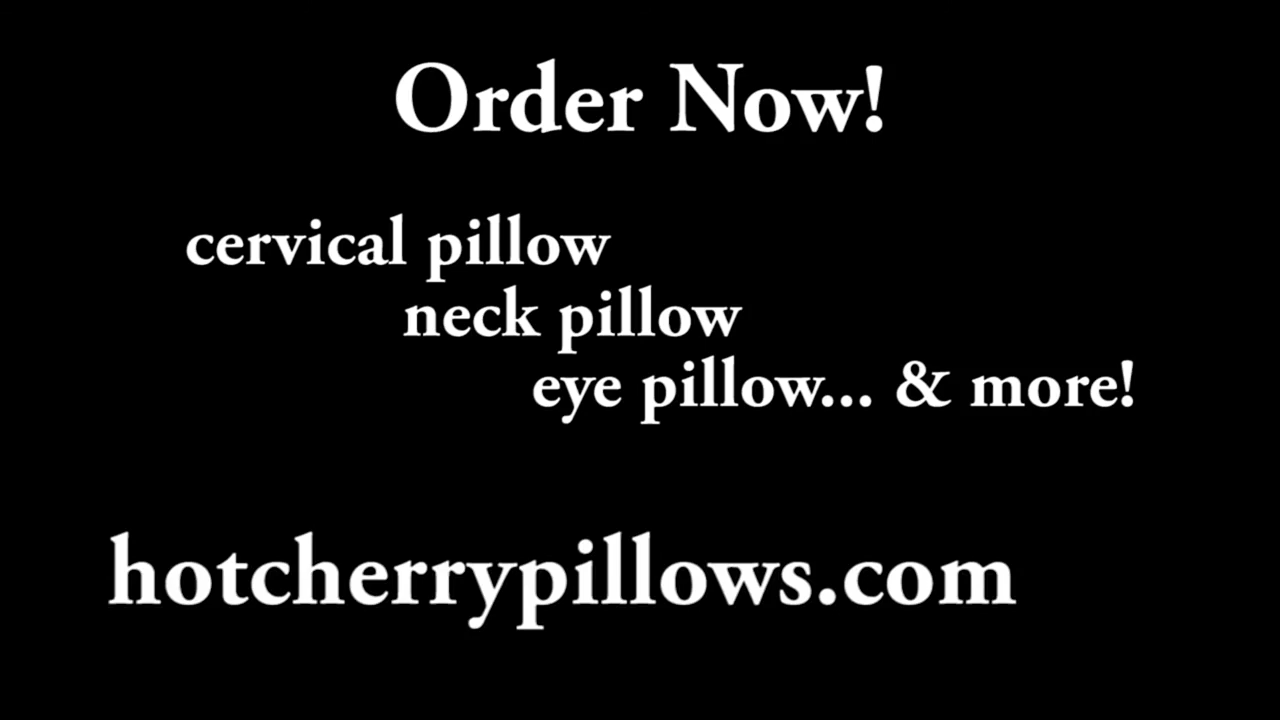 Order Now!
cervical pillow
neck pillow
eye pillow... & more!
hotcherrypillows.com